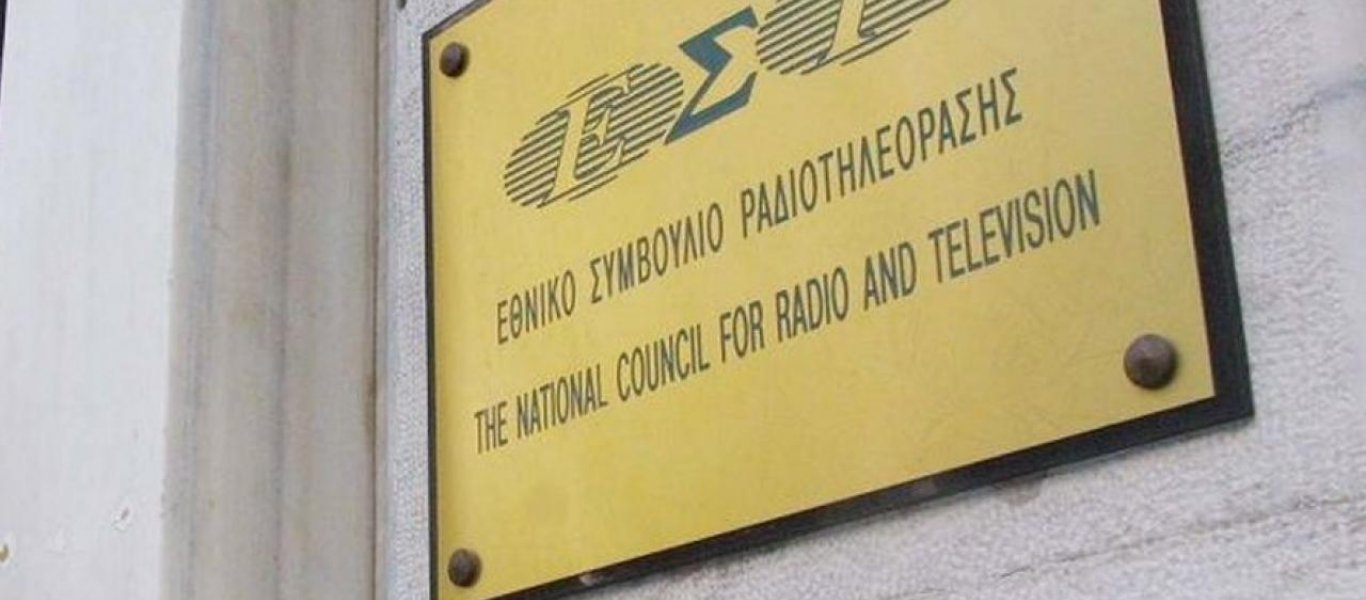 ΕΣΡ
ΕΘΝΙΚΟ ΣΥΜΒΟΥΛΙΟ ΡΑΔΙΟΤΗΛΕΟΡΑΣΗΣ
THE NATIONAL COUNCIL FOR RADIO AND TELEVISION